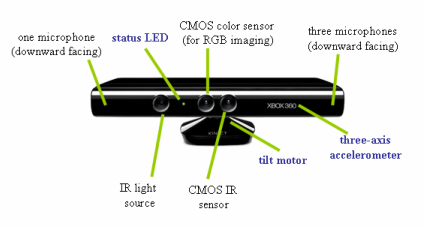 CMOS color sensor
(for RGB imaging)
one microphone
(downward facing)
status LED
three microphones
(downward facing)
XBOX 360
KINECT
three-axis
accelerometer
tilt motor
IR light
source
CMOS IR
sensor